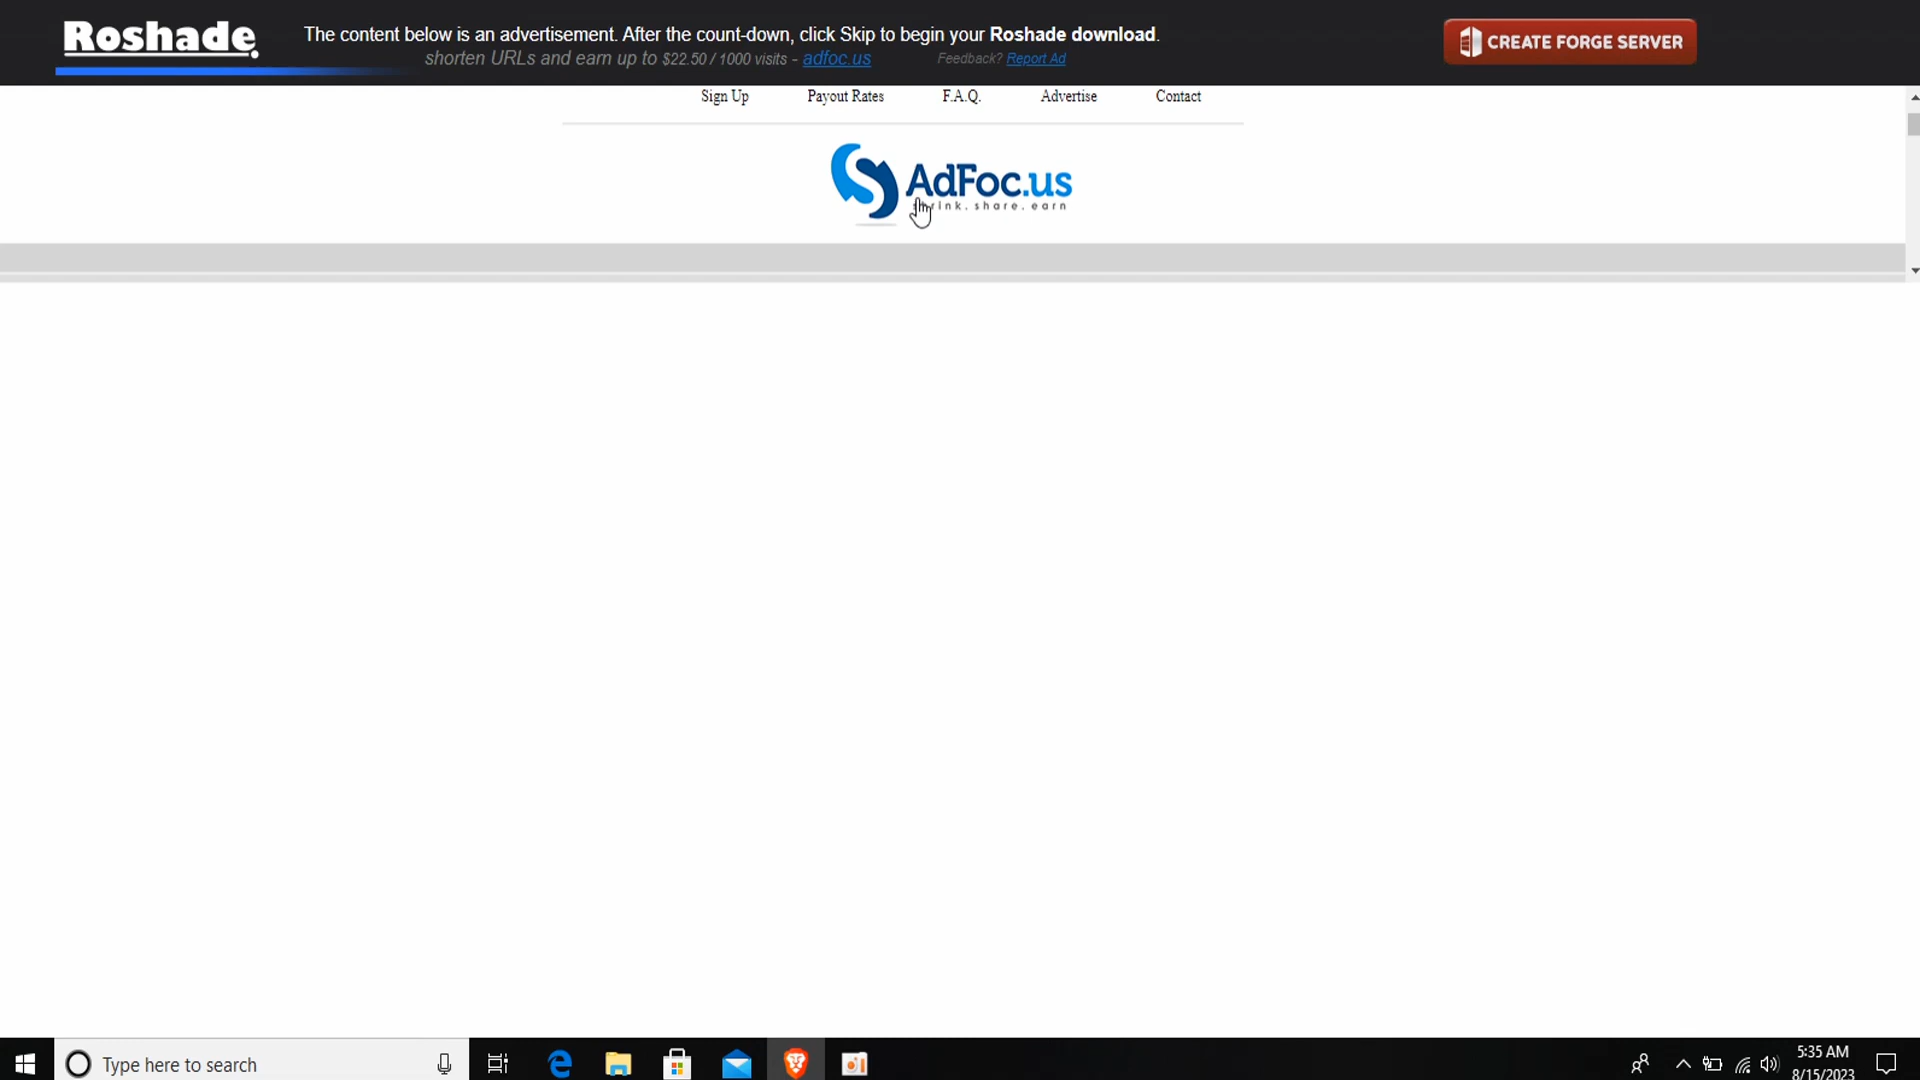 Roshade.
The content below is an advertisement. After the count-down, click Skip to begin your Roshade download.
shorten URLs and earn up to $22.50 / 1000 visits - adfoc.us
Feedback? Report Ad
CREATE FORGE SERVER
Sign Up Payout Rates F.A.Q. Advertise Contact
AdFoc.us
shrink. share. earn
Type here to search
5:35 AM
8/15/2023